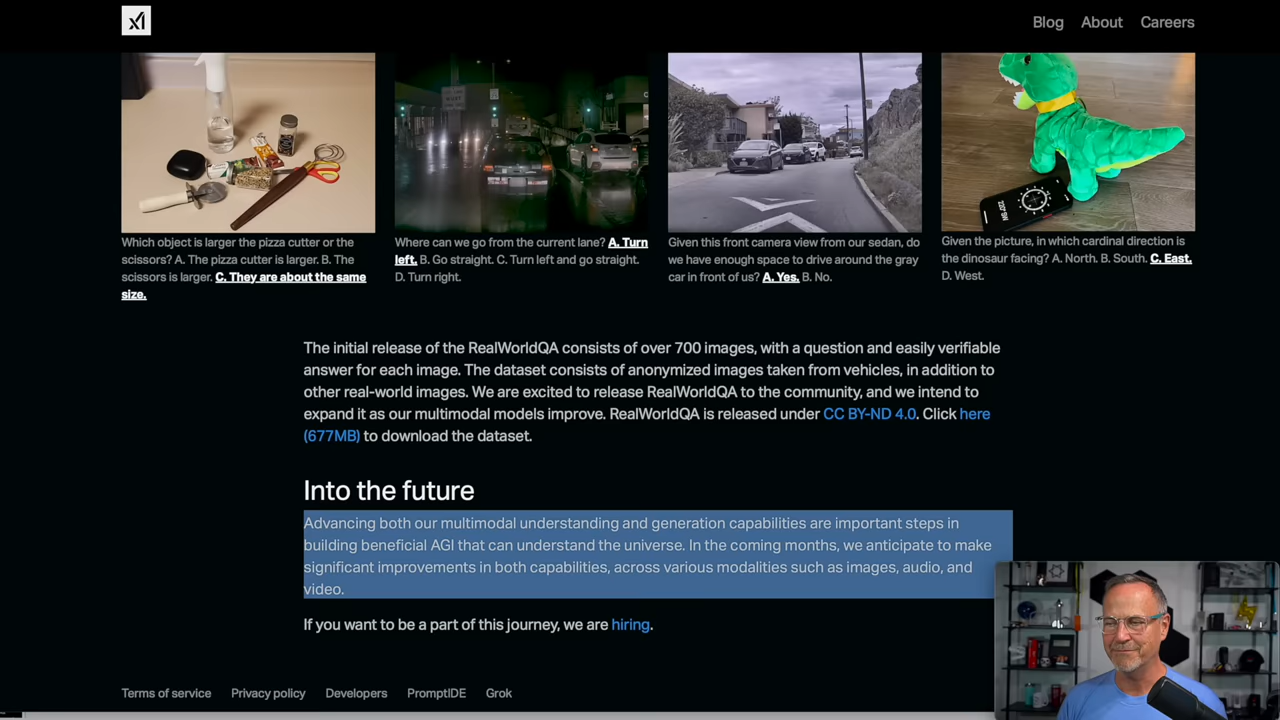 xI
Blog About Careers
Which object is larger the pizza cutter or the
scissors? A. The pizza cutter is larger. B. The
scissors is larger. C. They are about the same
size.
Where can we go from the current lane? A. Turn
left. B. Go straight. C. Turn left and go straight.
D. Turn right.
Given this front camera view from our sedan, do
we have enough space to drive around the gray
car in front of us? A. Yes. B. No.
Given the picture, in which cardinal direction is
the dinosaur facing? A. North. B. South. C. East.
D. West.
The initial release of the RealWorldQA consists of over 700 images, with a question and easily verifiable
answer for each image. The dataset consists of anonymized images taken from vehicles, in addition to
other real-world images. We are excited to release RealWorldQA to the community, and we intend to
expand it as our multimodal models improve. RealWorldQA is released under CC BY-ND 4.0. Click here
(677MB) to download the dataset.
Into the future
Advancing both our multimodal understanding and generation capabilities are important steps in
building beneficial AGI that can understand the universe. In the coming months, we anticipate to make
significant improvements in both capabilities, across various modalities such as images, audio, and
video.
If you want to be a part of this journey, we are hiring.
Terms of service Privacy policy Developers PromptIDE Grok